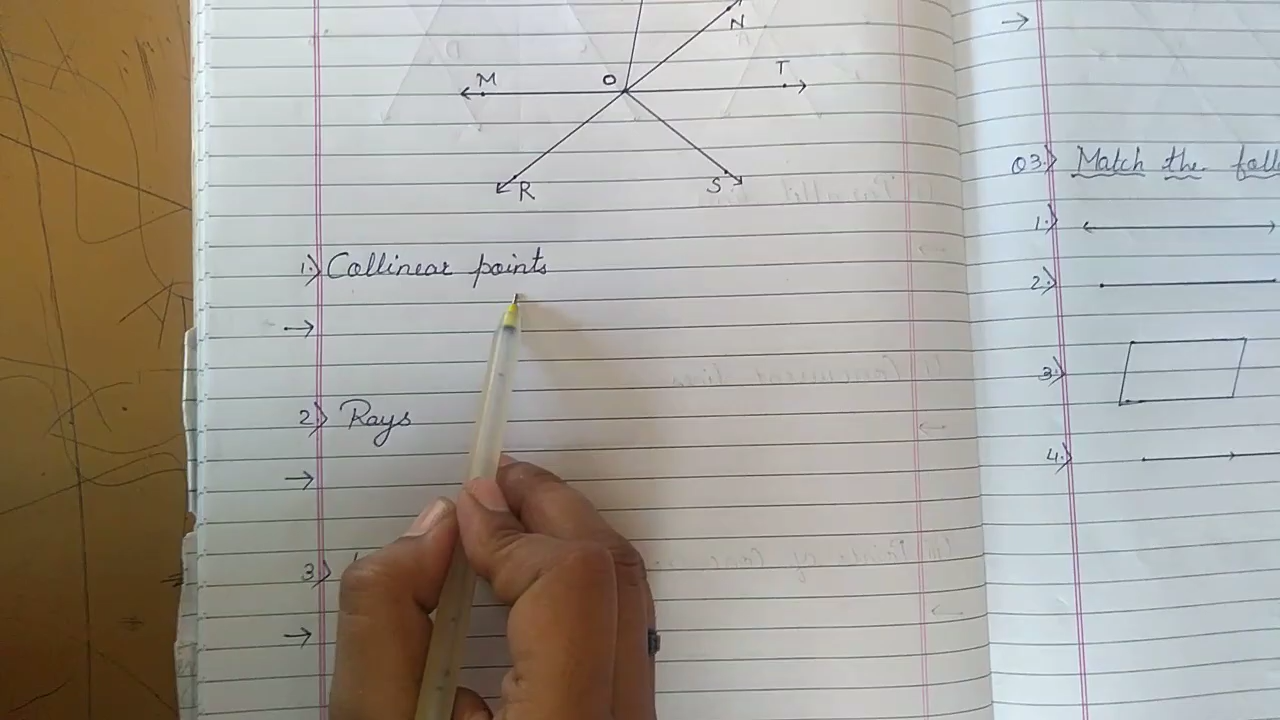 N
M O T
R S
1.) Collinear points
→
2) Rays
→
3)
→
→
Q3.) Match the foll
1.)
2.)
3.)
4.)